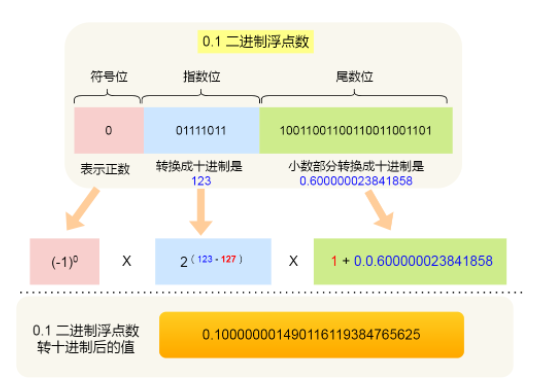 0.1 二进制浮点数
符号位 指数位 尾数位
0 01111011 10011001100110011001101
表示正数 转换成十进制是 小数部分转换成十进制是
123 0.600000023841858
(-1)⁰ X 2 (123 - 127) X 1 + 0.0.600000023841858
0.1 二进制浮点数
转十进制后的值
0.100000001490116119384765625